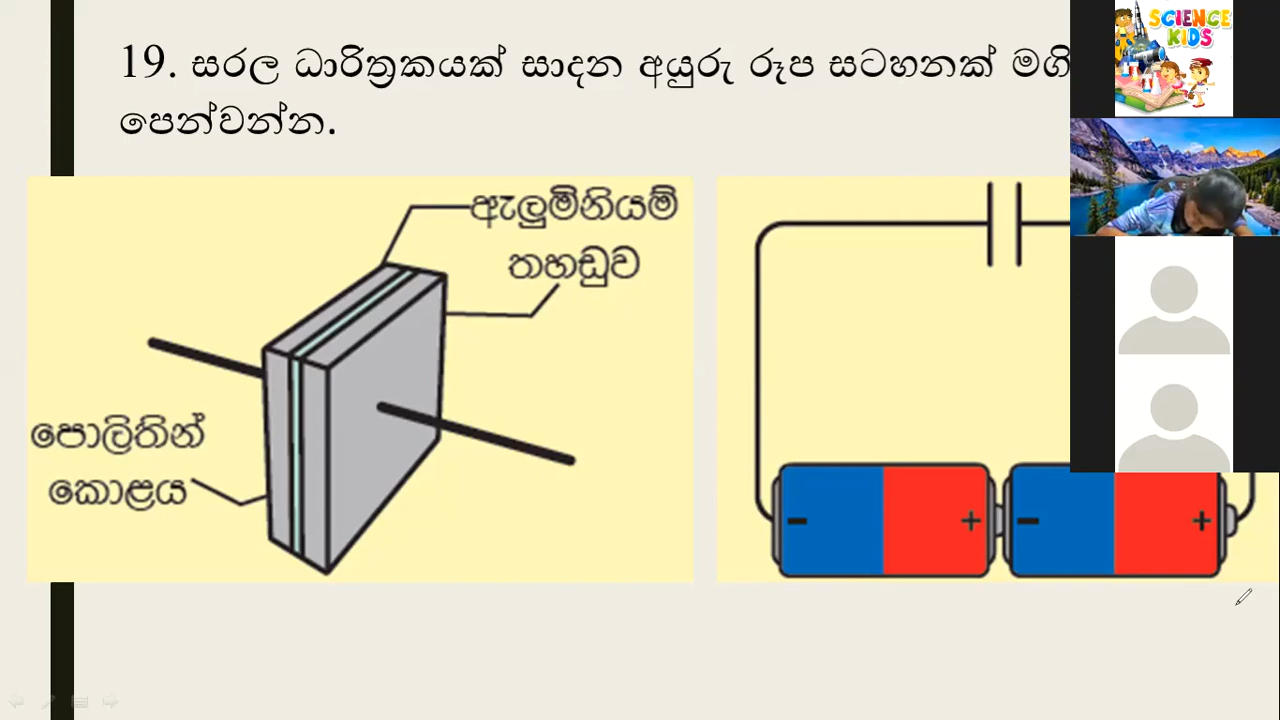 19. සරල ධාරිත්‍රකයක් සාදන අයුරු රූප සටහනක් මගි
පෙන්වන්න.
SCIENCE
KIDS
ඇලුමිනියම්
තහඩුව
පොලිතින්
කොළය
- + - +